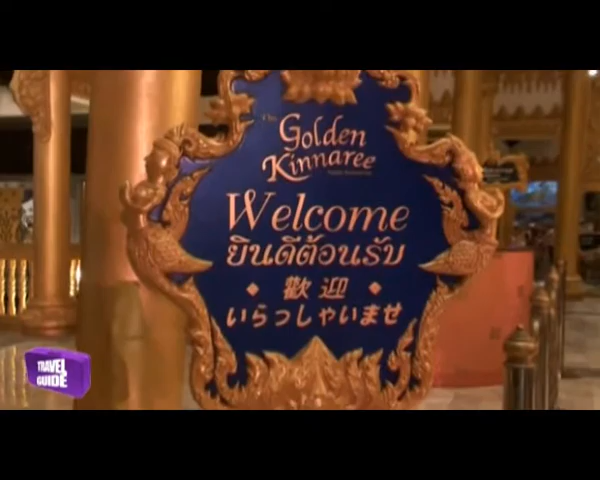 The
Golden
Kinnaree
Welcome
ยินดีต้อนรับ
歡迎
いらっしゃいませ
TRAVEL
GUIDE